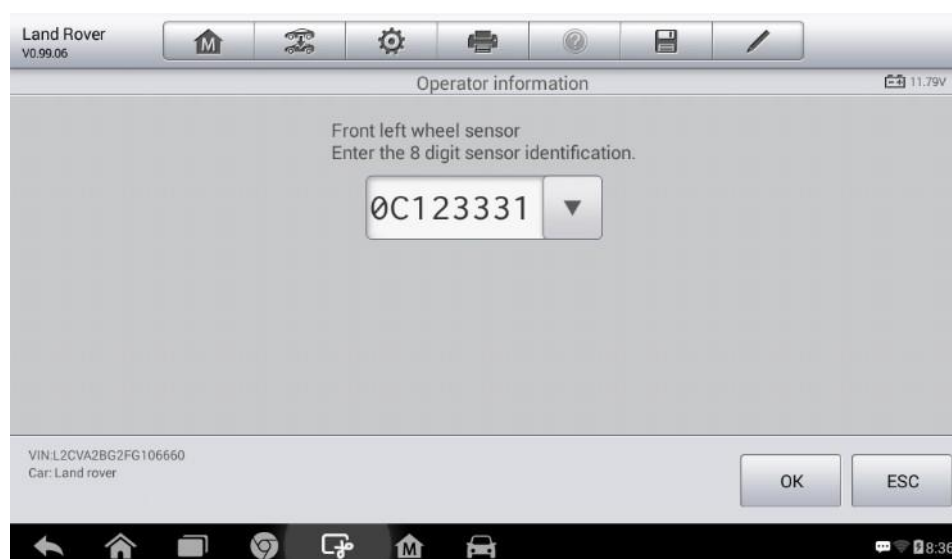 Land Rover
V0.99.06
M
?
Operator information
11.79V
Front left wheel sensor
Enter the 8 digit sensor identification.
0C123331
VIN:L2CVA2BG2FG106660
Car: Land rover
OK
ESC
M
8:36